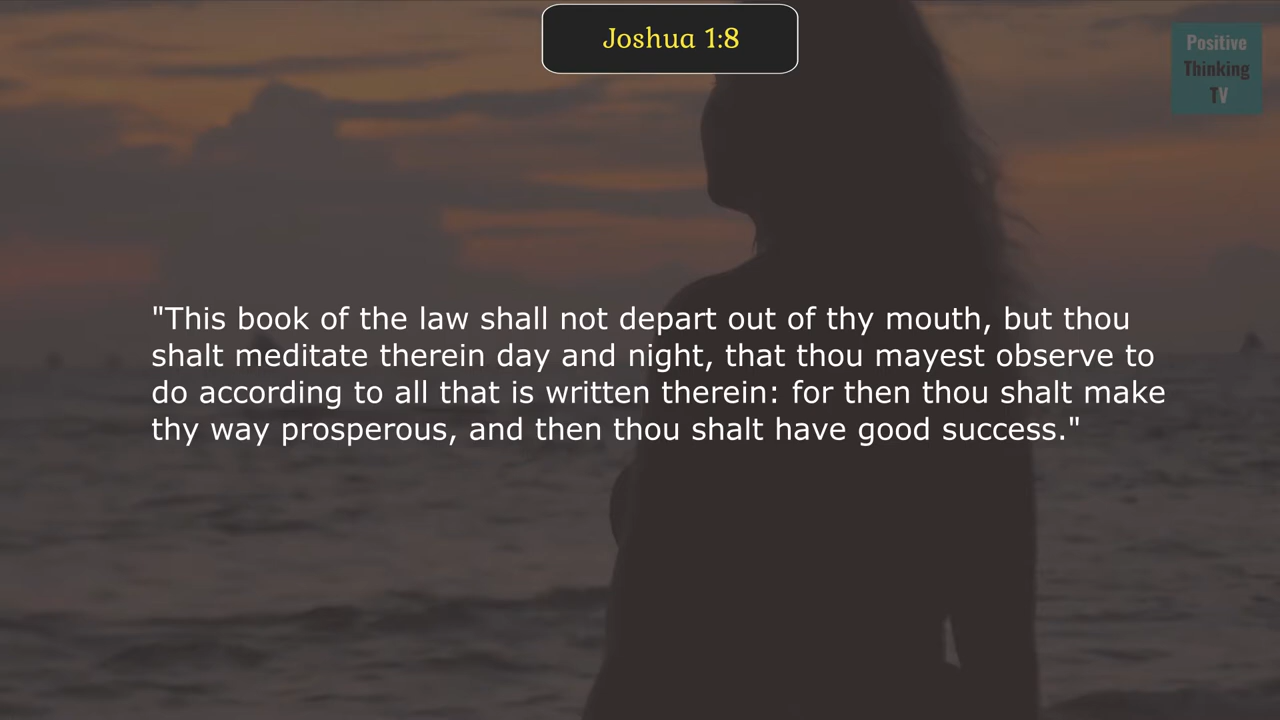 Joshua 1:8
Positive
Thinking
TV
"This book of the law shall not depart out of thy mouth, but thou
shalt meditate therein day and night, that thou mayest observe to
do according to all that is written therein: for then thou shalt make
thy way prosperous, and then thou shalt have good success."